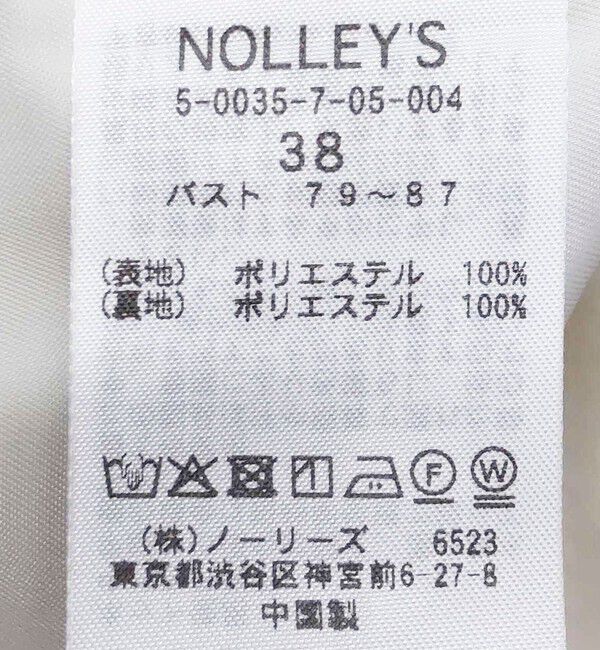 NOLLEY'S
5-0035-7-05-004
38
バスト 79～87
(表地) ポリエステル 100%
(裏地) ポリエステル 100%
F W
(株)ノーリーズ 6523
東京都渋谷区神宮前6-27-8
中国製